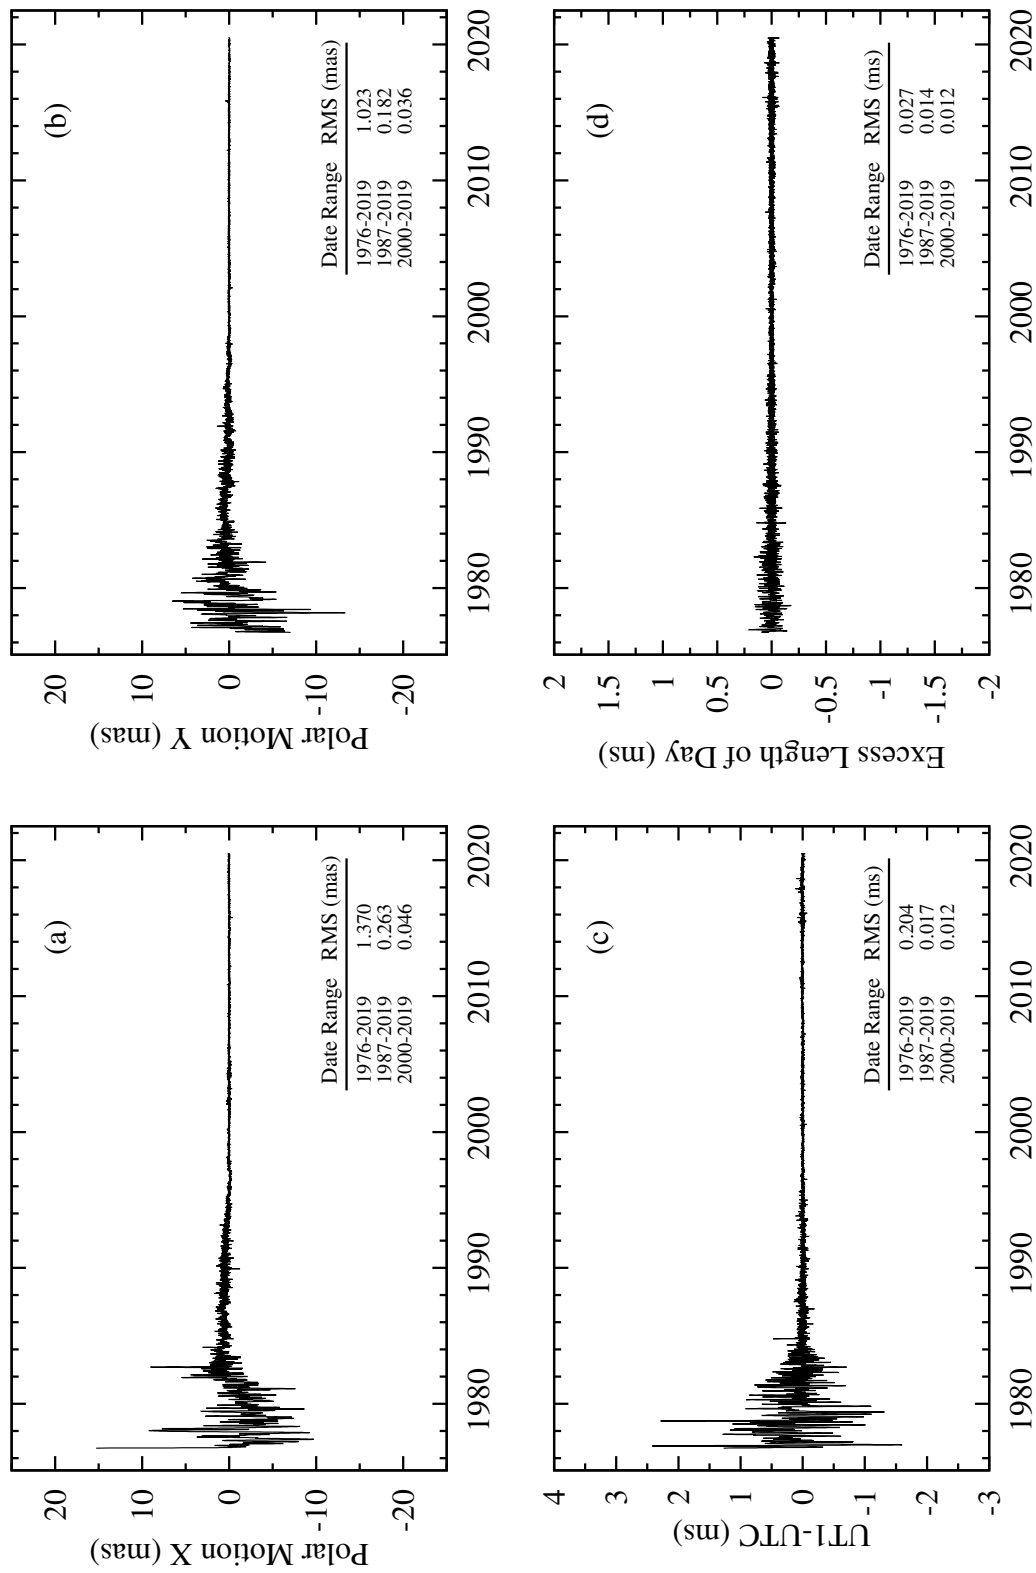 (a)
20
10
0
-10
-20
Polar Motion X (mas)
Date Range RMS (mas)
1976-2019 1.370
1987-2019 0.263
2000-2019 0.046
1980 1990 2000 2010 2020
(b)
20
10
0
-10
-20
Polar Motion Y (mas)
Date Range RMS (mas)
1976-2019 1.023
1987-2019 0.182
2000-2019 0.036
1980 1990 2000 2010 2020
(c)
4
3
2
1
0
-1
-2
-3
UT1-UTC (ms)
Date Range RMS (ms)
1976-2019 0.204
1987-2019 0.017
2000-2019 0.012
1980 1990 2000 2010 2020
(d)
2
1.5
1
0.5
0
-0.5
-1
-1.5
-2
Excess Length of Day (ms)
Date Range RMS (ms)
1976-2019 0.027
1987-2019 0.014
2000-2019 0.012
1980 1990 2000 2010 2020